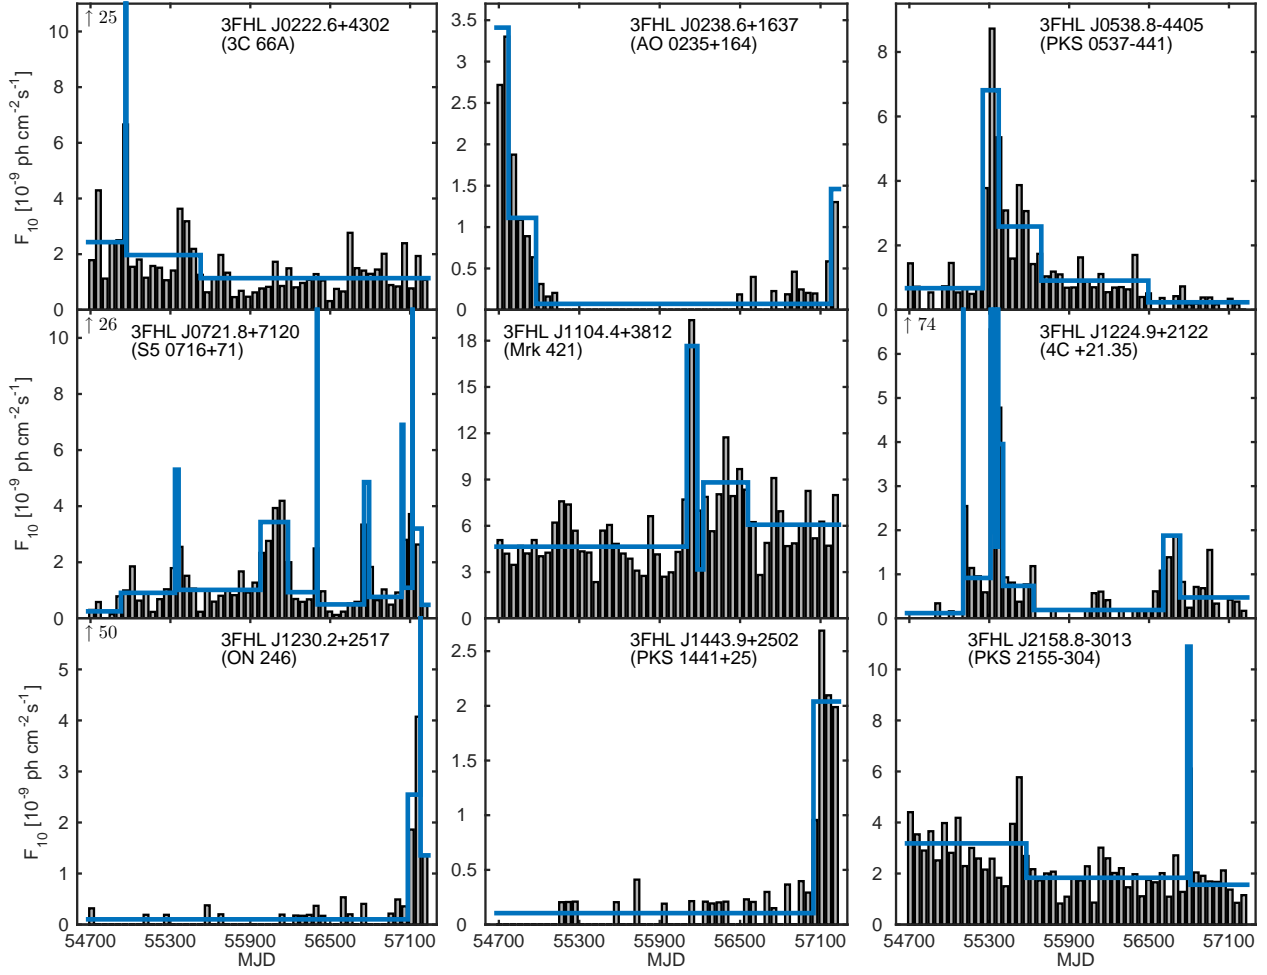 ↑ 25
3FHL J0222.6+4302
(3C 66A)
F10 [10-9 ph cm-2s-1]
10
8
6
4
2
0
3FHL J0238.6+1637
(AO 0235+164)
3.5
3
2.5
2
1.5
1
0.5
0
3FHL J0538.8-4405
(PKS 0537-441)
8
6
4
2
0
↑ 26
3FHL J0721.8+7120
(S5 0716+71)
F10 [10-9 ph cm-2s-1]
10
8
6
4
2
0
3FHL J1104.4+3812
(Mrk 421)
18
15
12
9
6
3
0
↑ 74
3FHL J1224.9+2122
(4C +21.35)
6
5
4
3
2
1
0
↑ 50
3FHL J1230.2+2517
(ON 246)
F10 [10-9 ph cm-2s-1]
5
4
3
2
1
0
54700 55300 55900 56500 57100
MJD
3FHL J1443.9+2502
(PKS 1441+25)
2.5
2
1.5
1
0.5
0
54700 55300 55900 56500 57100
MJD
3FHL J2158.8-3013
(PKS 2155-304)
10
8
6
4
2
0
54700 55300 55900 56500 57100
MJD